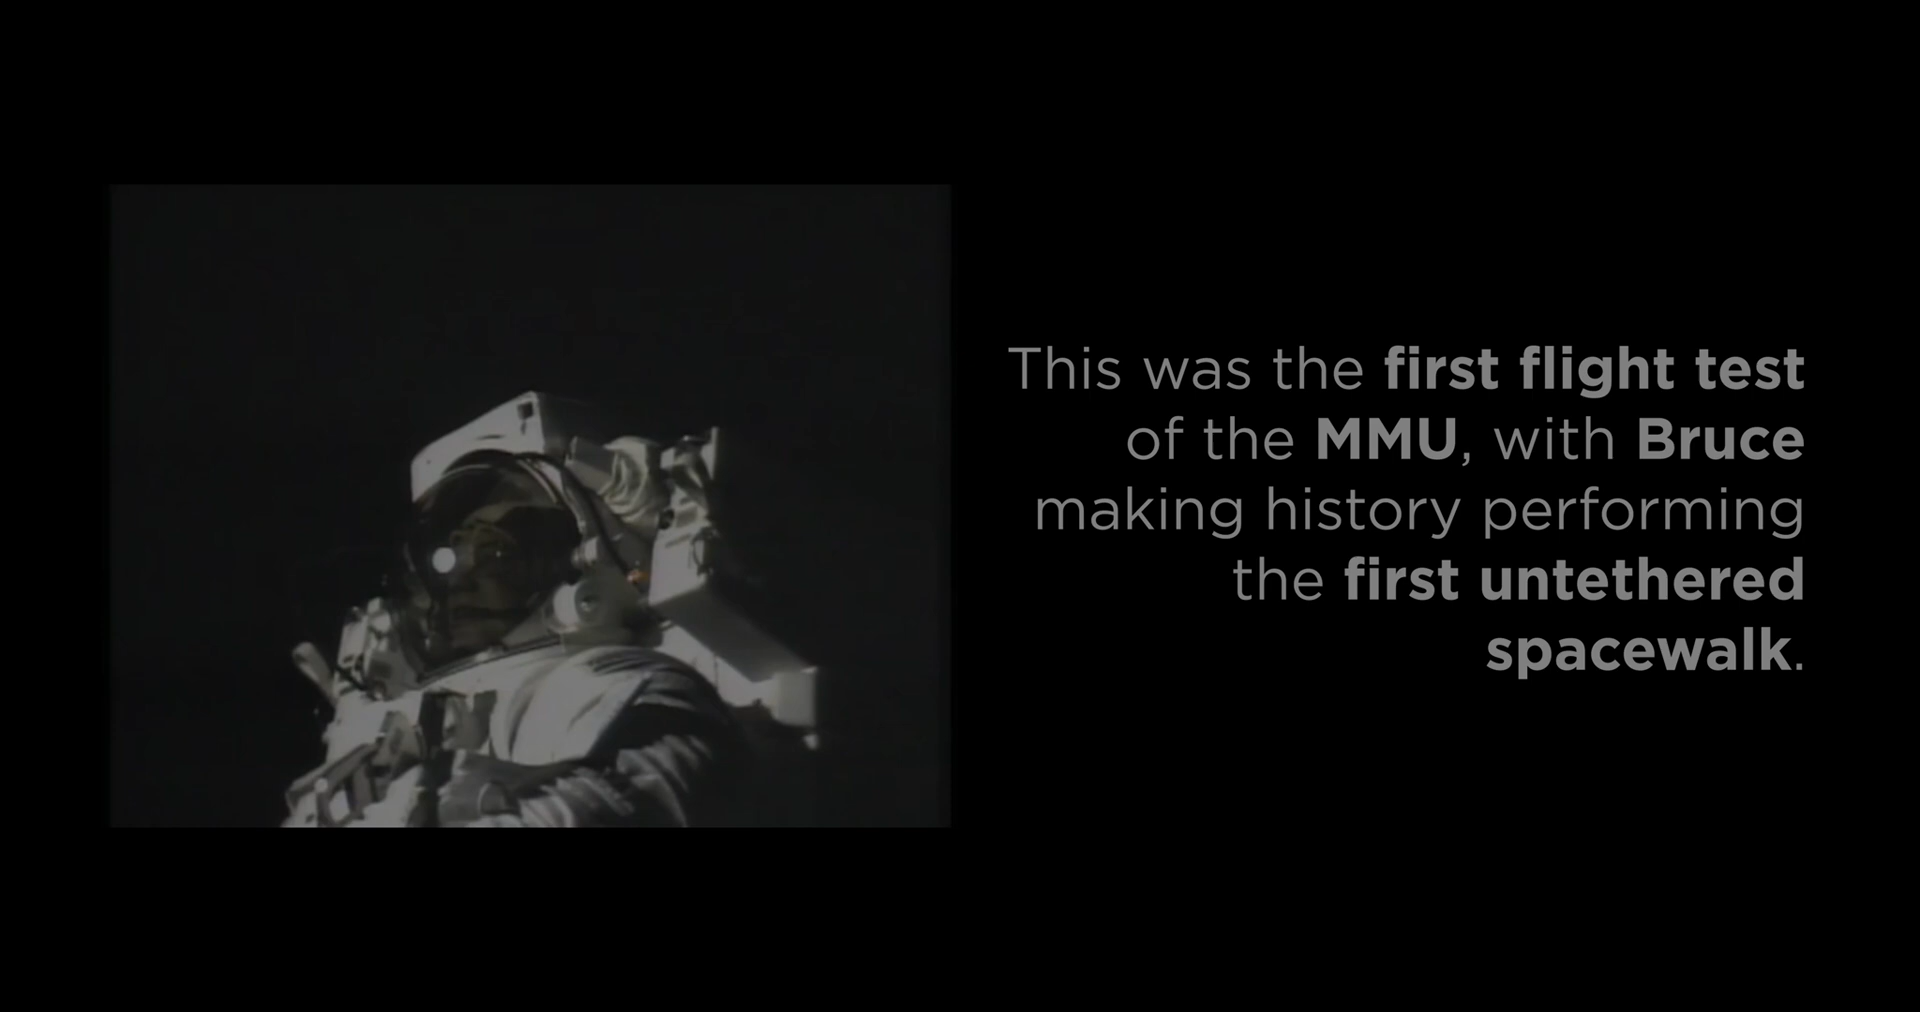 This was the first flight test
of the MMU, with Bruce
making history performing
the first untethered
spacewalk.